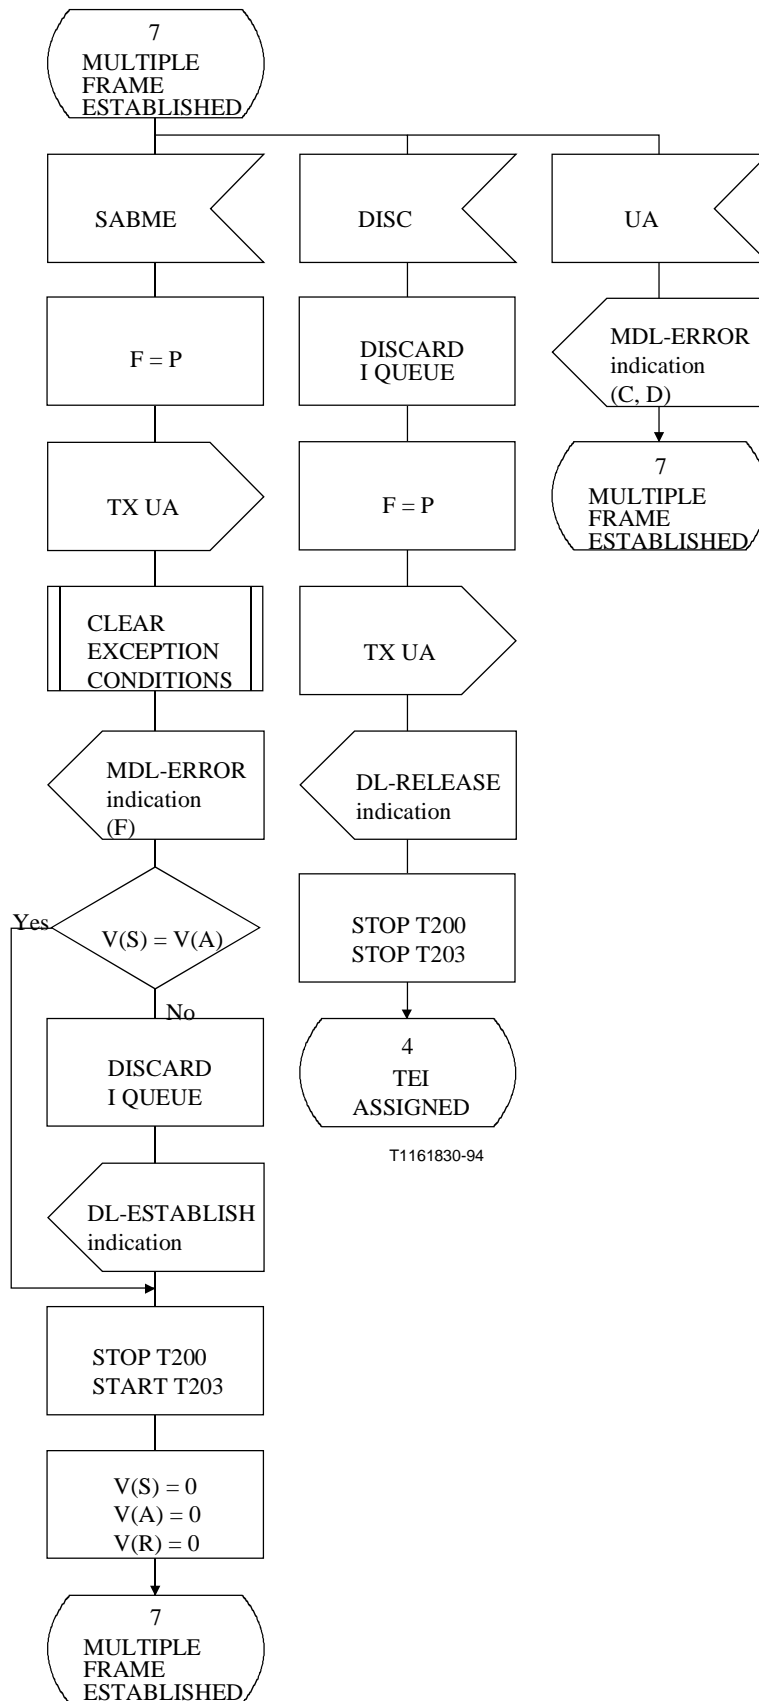 7
MULTIPLE
FRAME
ESTABLISHED
SABME
F = P
TX UA
CLEAR
EXCEPTION
CONDITIONS
MDL-ERROR
indication
(F)
Yes
V(S) = V(A)
No
DISCARD
I QUEUE
DL-ESTABLISH
indication
STOP T200
START T203
V(S) = 0
V(A) = 0
V(R) = 0
7
MULTIPLE
FRAME
ESTABLISHED
DISC
DISCARD
I QUEUE
F = P
TX UA
DL-RELEASE
indication
STOP T200
STOP T203
4
TEI
ASSIGNED
T1161830-94
UA
MDL-ERROR
indication
(C, D)
7
MULTIPLE
FRAME
ESTABLISHED